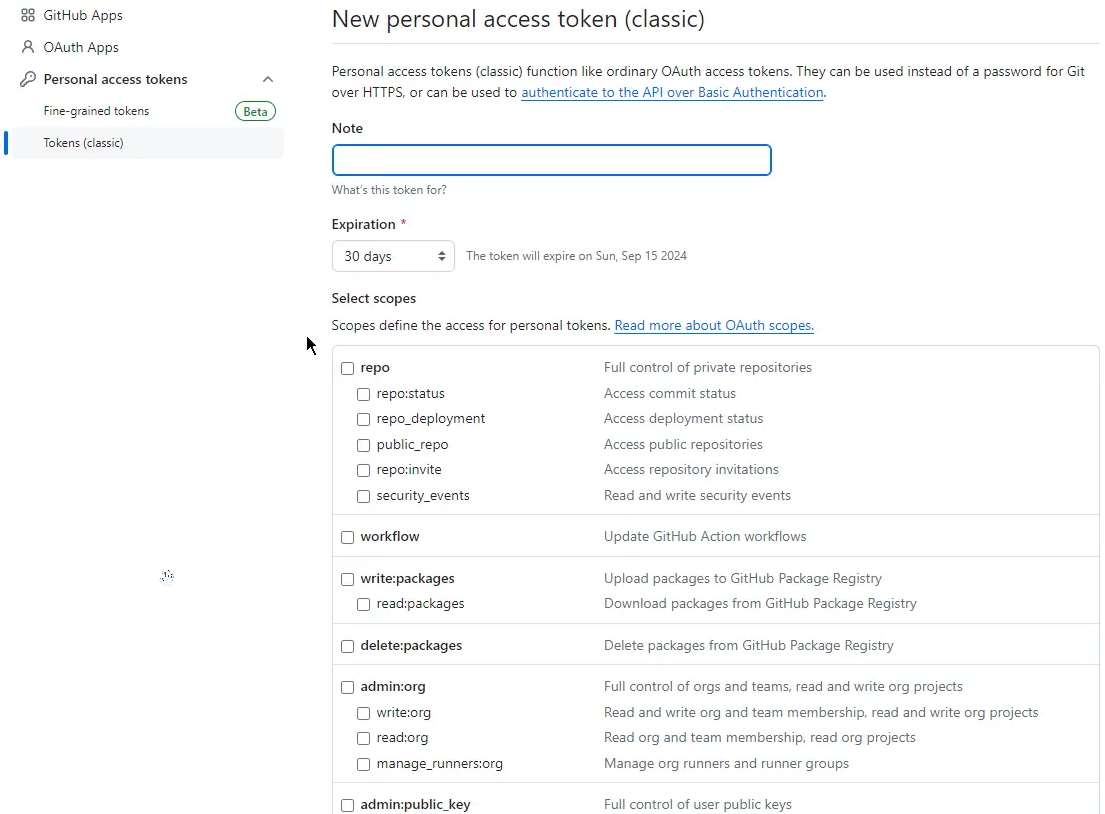 GitHub Apps
OAuth Apps
Personal access tokens
Fine-grained tokens Beta
Tokens (classic)
New personal access token (classic)
Personal access tokens (classic) function like ordinary OAuth access tokens. They can be used instead of a password for Git
over HTTPS, or can be used to authenticate to the API over Basic Authentication.
Note
What's this token for?
Expiration *
30 days The token will expire on Sun, Sep 15 2024
Select scopes
Scopes define the access for personal tokens. Read more about OAuth scopes.
repo Full control of private repositories
repo:status Access commit status
repo_deployment Access deployment status
public_repo Access public repositories
repo:invite Access repository invitations
security_events Read and write security events
workflow Update GitHub Action workflows
write:packages Upload packages to GitHub Package Registry
read:packages Download packages from GitHub Package Registry
delete:packages Delete packages from GitHub Package Registry
admin:org Full control of orgs and teams, read and write org projects
write:org Read and write org and team membership, read and write org projects
read:org Read org and team membership, read org projects
manage_runners:org Manage org runners and runner groups
admin:public_key Full control of user public keys